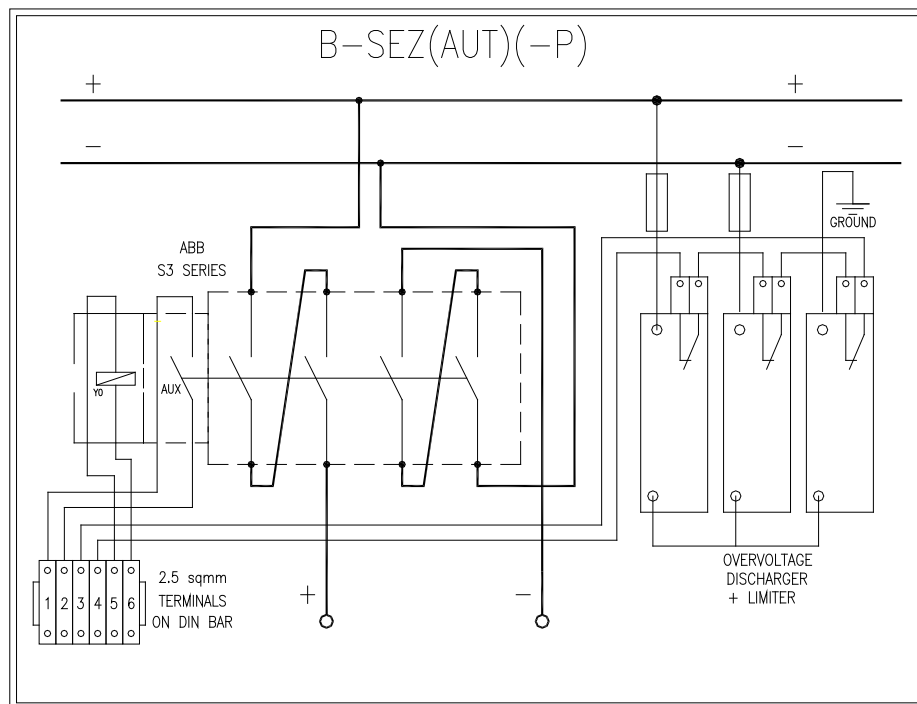 B-SEZ(AUT)(-P)
+ +
- -
GROUND
ABB
S3 SERIES
Y0
AUX
1 2 3 4 5 6
2.5 sqmm
TERMINALS
ON DIN BAR
+ -
OVERVOLTAGE
DISCHARGER
+ LIMITER